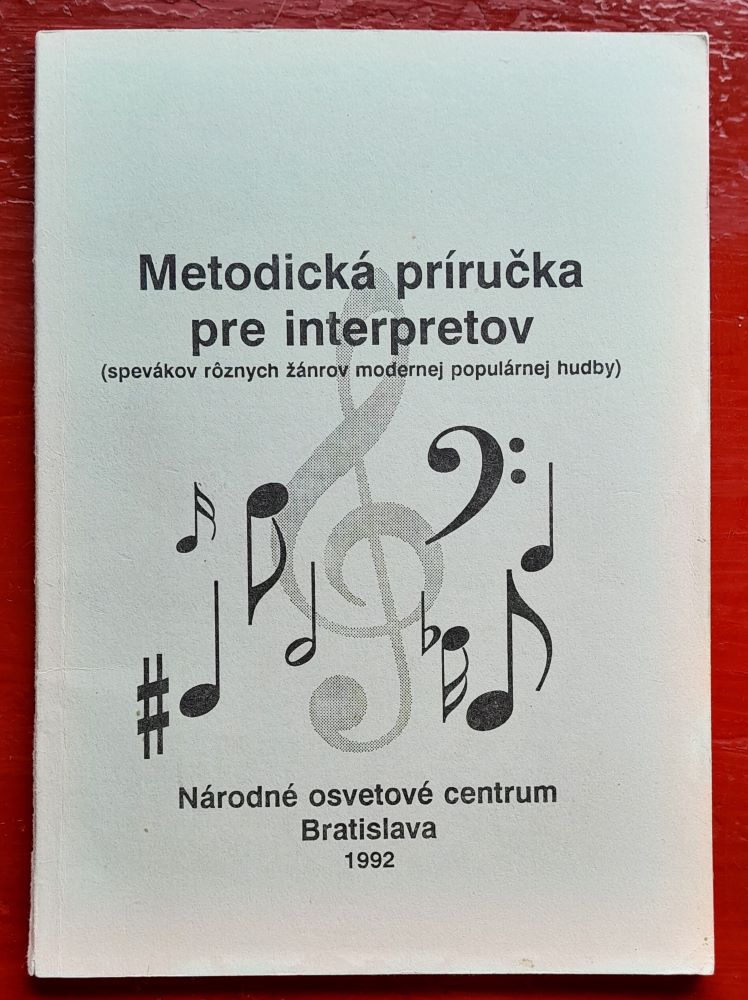 Metodická príručka
pre interpretov
(spevákov rôznych žánrov modernej populárnej hudby)
Národné osvetové centrum
Bratislava
1992